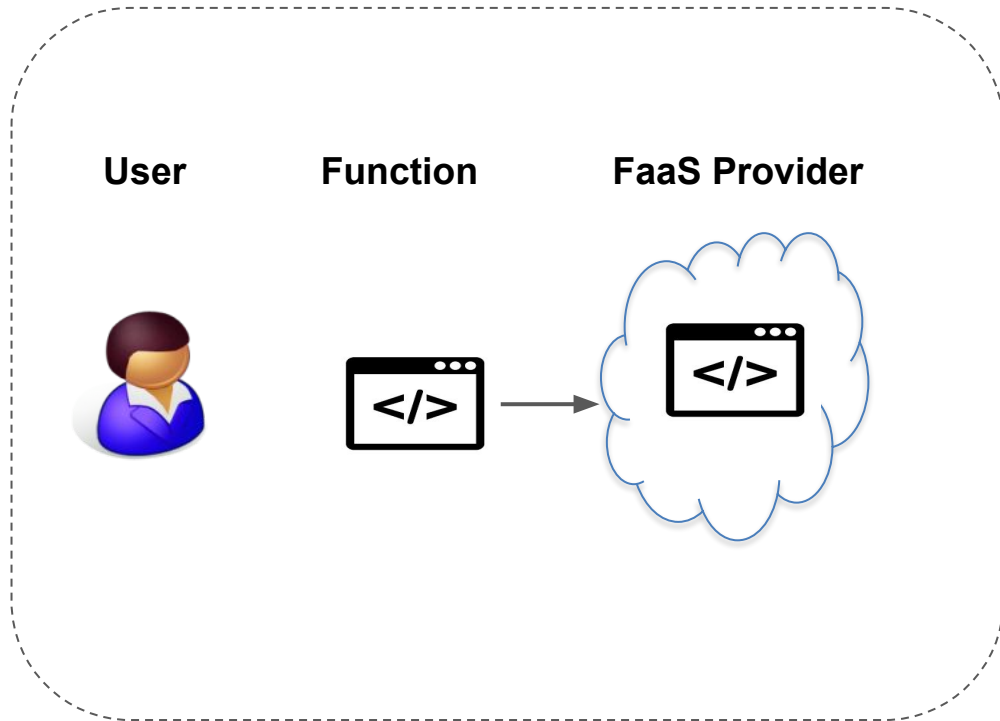 User
Function
FaaS Provider
</>
</>